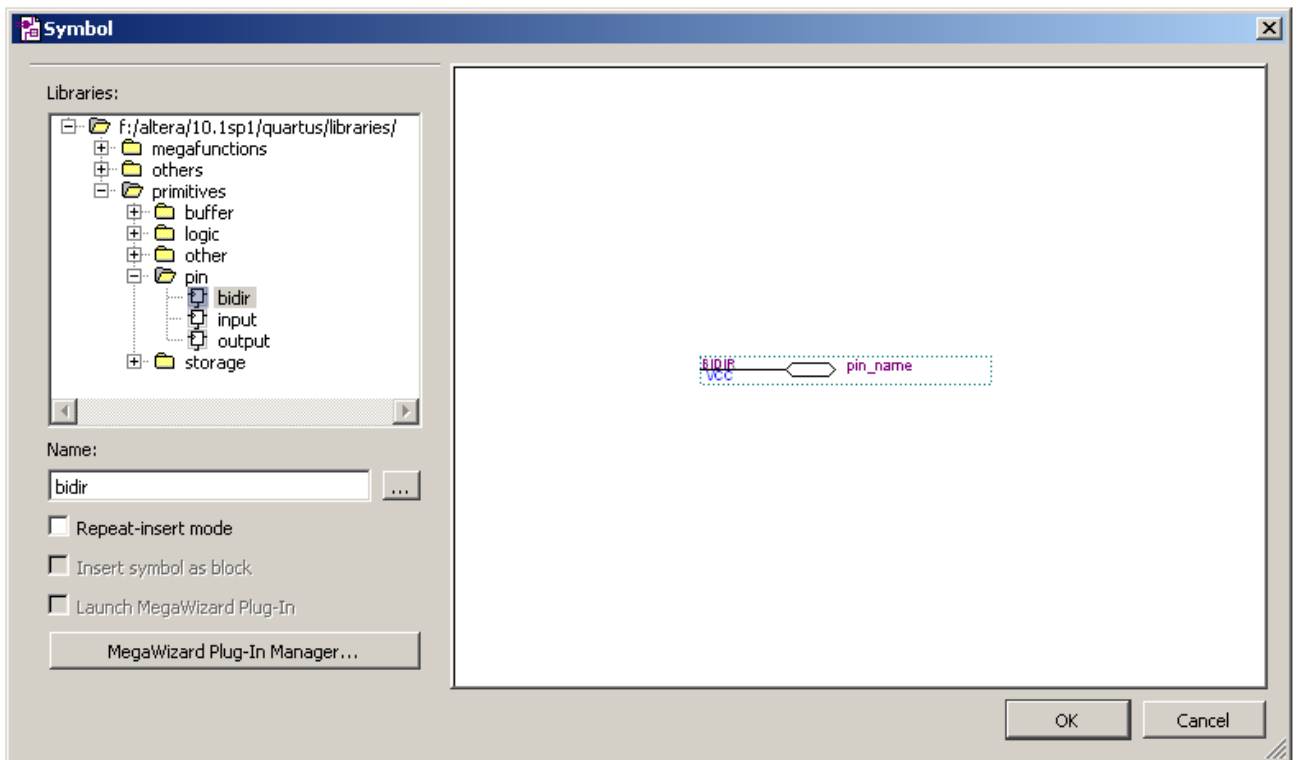 Symbol
Libraries:
f:/altera/10.1sp1/quartus/libraries/
megafunctions
others
primitives
buffer
logic
other
pin
bidir
input
output
storage
BIDIR
VCC
pin_name
Name:
bidir
...
Repeat-insert mode
Insert symbol as block
Launch MegaWizard Plug-In
MegaWizard Plug-In Manager...
OK
Cancel